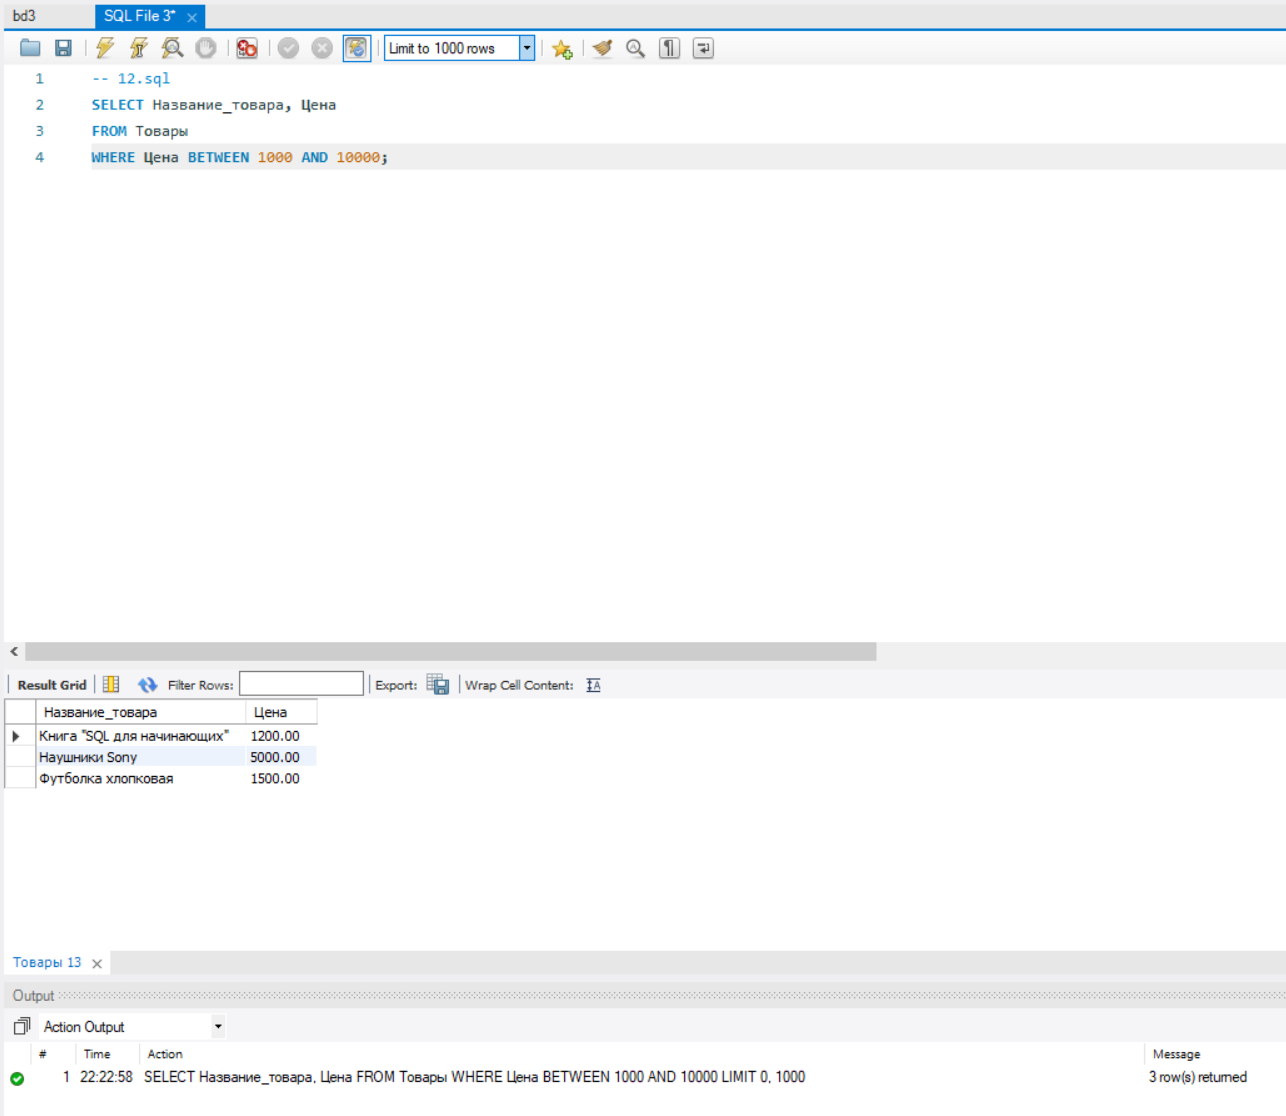 bd3 SQL File 3*
Limit to 1000 rows
1 -- 12.sql
2 SELECT Название_товара, Цена
3 FROM Товары
4 WHERE Цена BETWEEN 1000 AND 10000;
Result Grid Filter Rows: Export: Wrap Cell Content: IA
Название_товара Цена
Книга "SQL для начинающих" 1200.00
Наушники Sony 5000.00
Футболка хлопковая 1500.00
Товары 13
Output
Action Output
# Time Action Message
1 22:22:58 SELECT Название_товара, Цена FROM Товары WHERE Цена BETWEEN 1000 AND 10000 LIMIT 0, 1000 3 row(s) returned